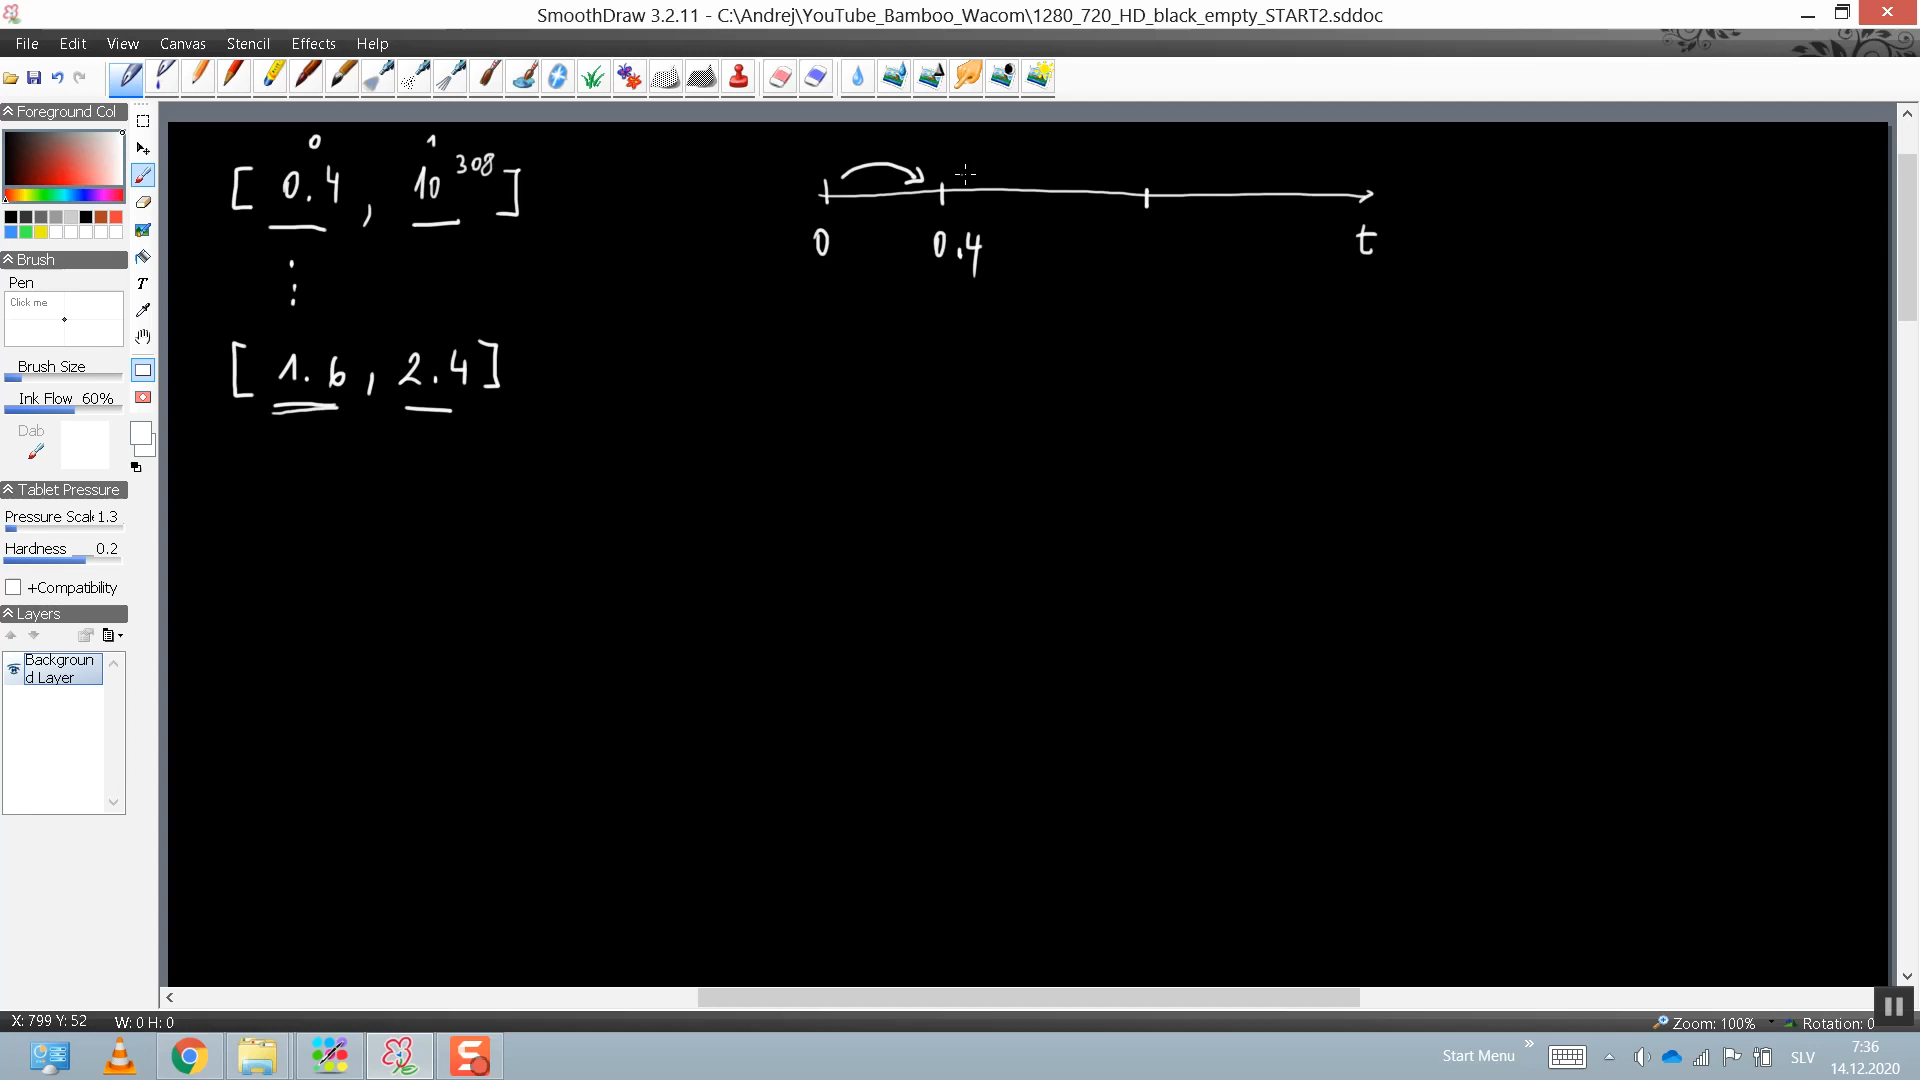 SmoothDraw 3.2.11 - C:\Andrej\YouTube_Bamboo_Wacom\1280_720_HD_black_empty_START2.sddoc
File Edit View Canvas Stencil Effects Help
Foreground Col
Brush
Pen
Click me
Brush Size
Ink Flow 60%
Dab
Tablet Pressure
Pressure Scale 1.3
Hardness 0.2
+Compatibility
Layers
Backgroun
d Layer
0 1
[ 0.4 , 10^308 ]
:
:
[ 1.6 , 2.4 ]
0 0.4 t
X: 799 Y: 52 W: 0 H: 0
Zoom: 100% Rotation: 0
Start Menu » SLV
7:36
14.12.2020